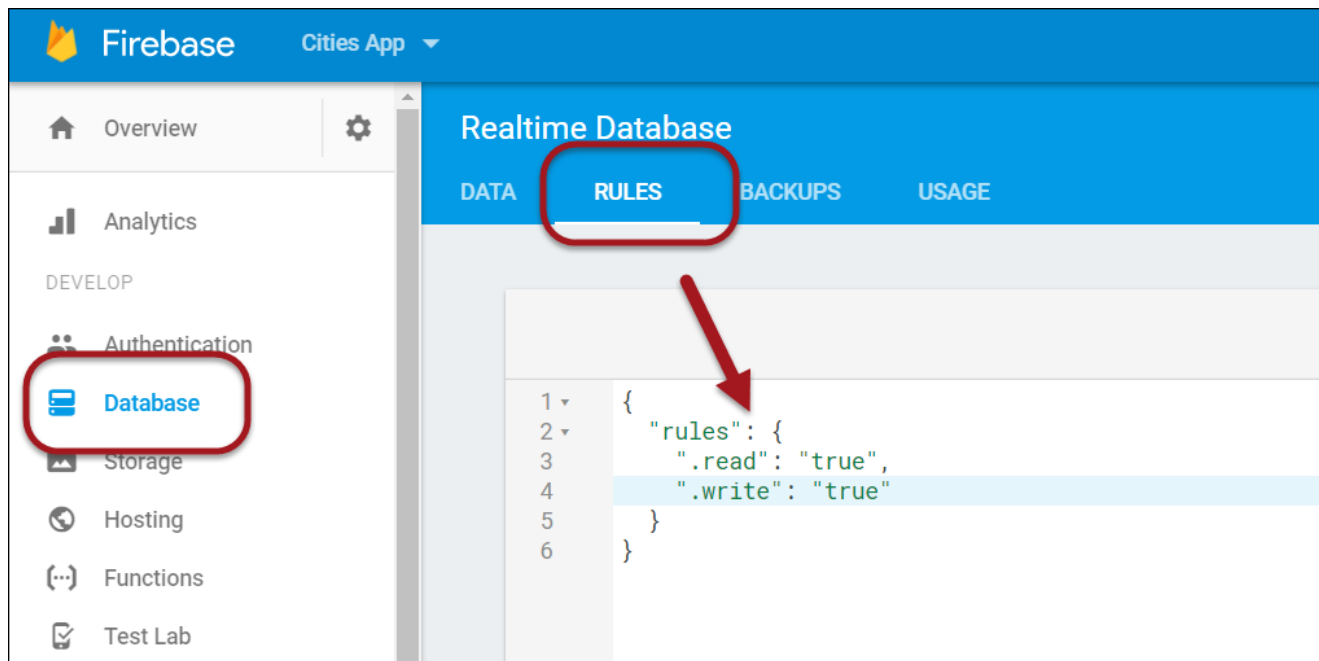 Firebase Cities App
Overview
Analytics
DEVELOP
Authentication
Database
Storage
Hosting
Functions
Test Lab
Realtime Database
DATA RULES BACKUPS USAGE
1 {
2 "rules": {
3 ".read": "true",
4 ".write": "true"
5 }
6 }